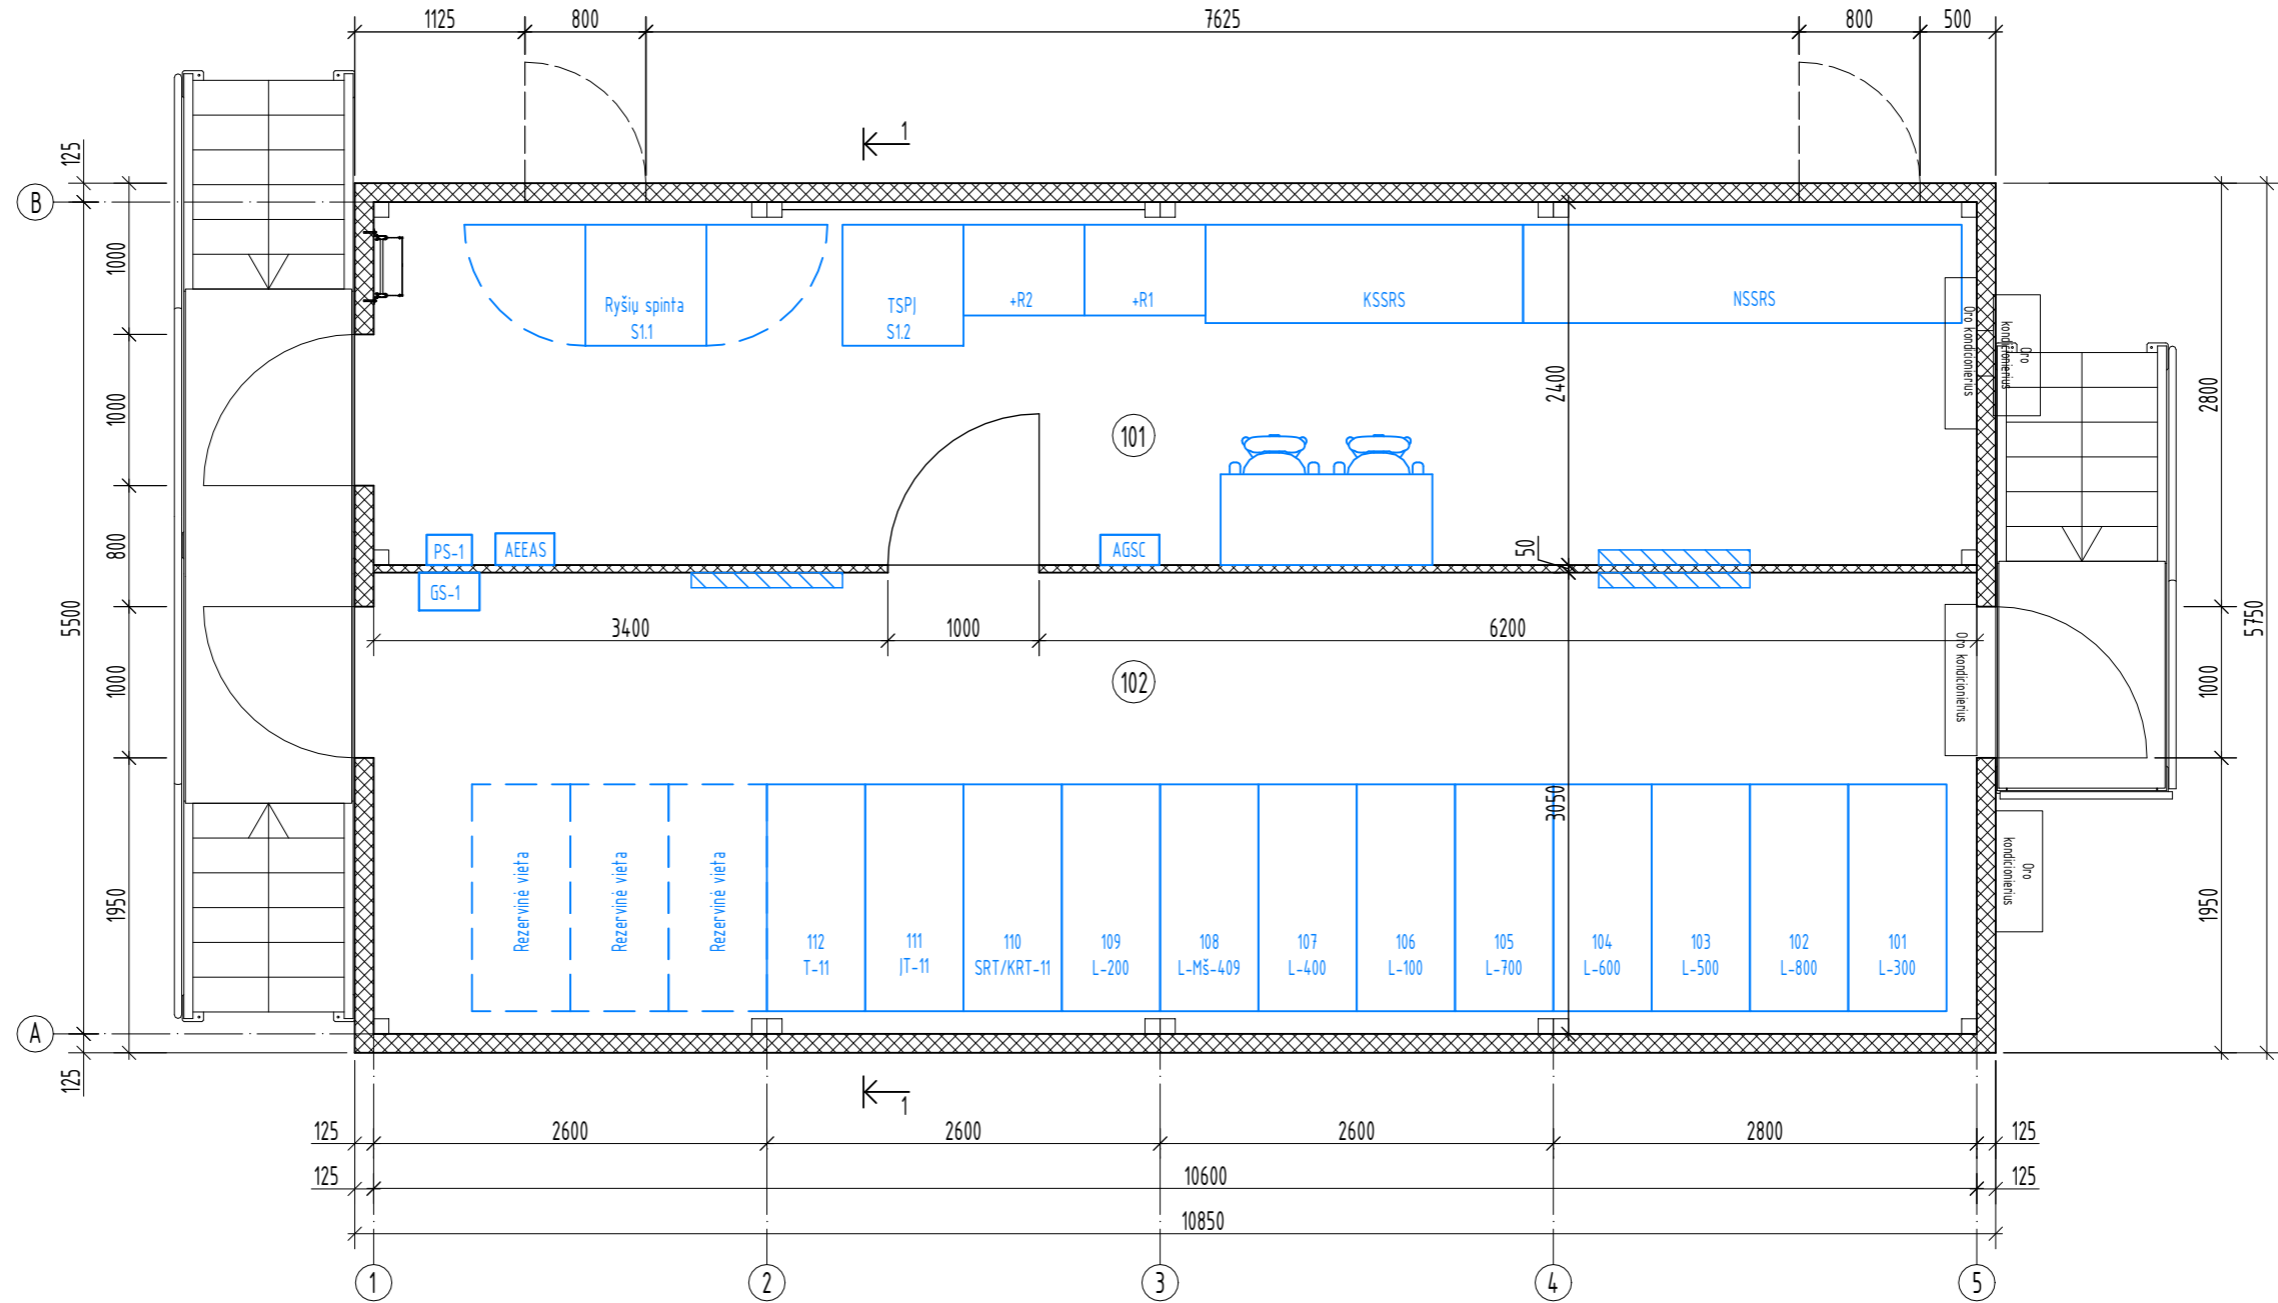 1125
800
7625
800
500
1
125
B
1000
1000
800
1000
1950
5500
A
125
Ryšių spinta
S1.1
TSPĮ
S1.2
+R2
+R1
KSSRS
NSSRS
Oro kondicionierius
Oro
kondicionierius
2400
2800
101
PS-1
AEEAS
AGSC
50
GS-1
3400
1000
6200
5750
1000
1950
102
Oro kondicionierius
3050
Rezervinė vieta
Rezervinė vieta
Rezervinė vieta
112
T-11
111
ĮT-11
110
SRT/KRT-11
109
L-200
108
L-Mš-409
107
L-400
106
L-100
105
L-700
104
L-600
103
L-500
102
L-800
101
L-300
Oro
kondicionierius
1
125
2600
2600
2600
2800
125
125
10600
125
10850
1
2
3
4
5